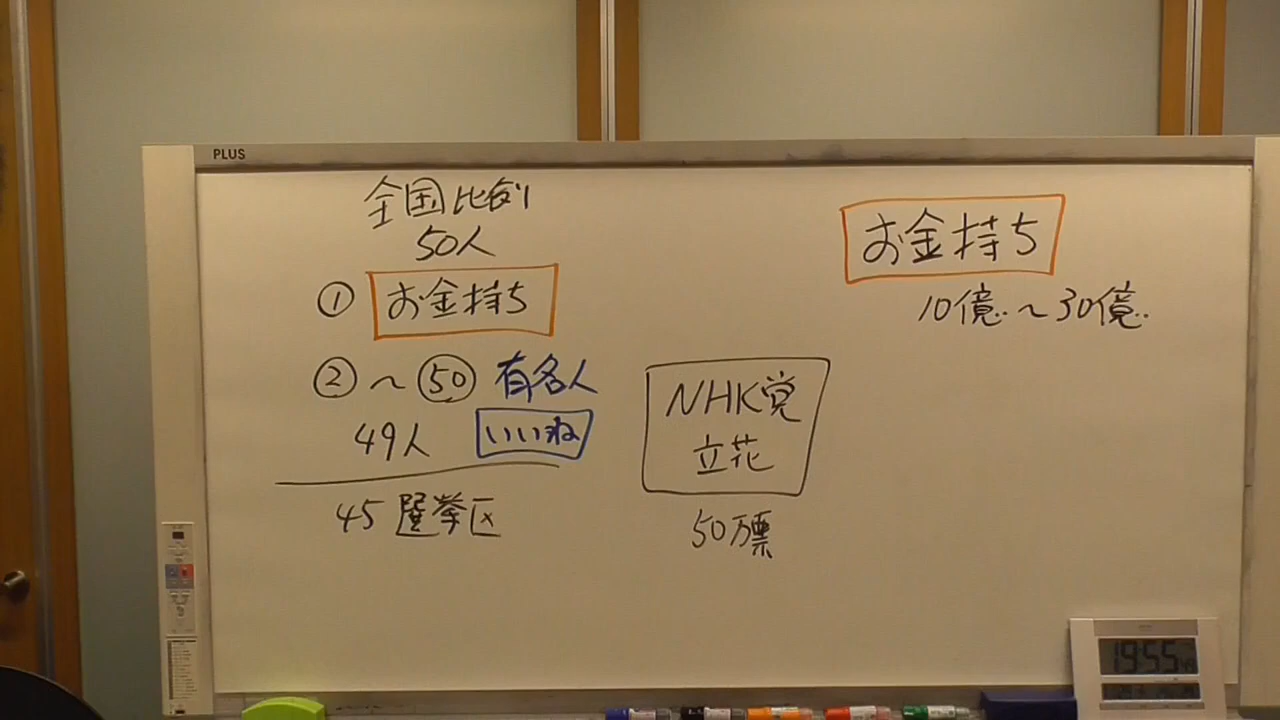 PLUS
全国比例
50人
① お金持ち
②～㊿ 有名人
49人 いいね
45選挙区
NHK党
立花
50万票
お金持ち
10億..～30億..
19:55